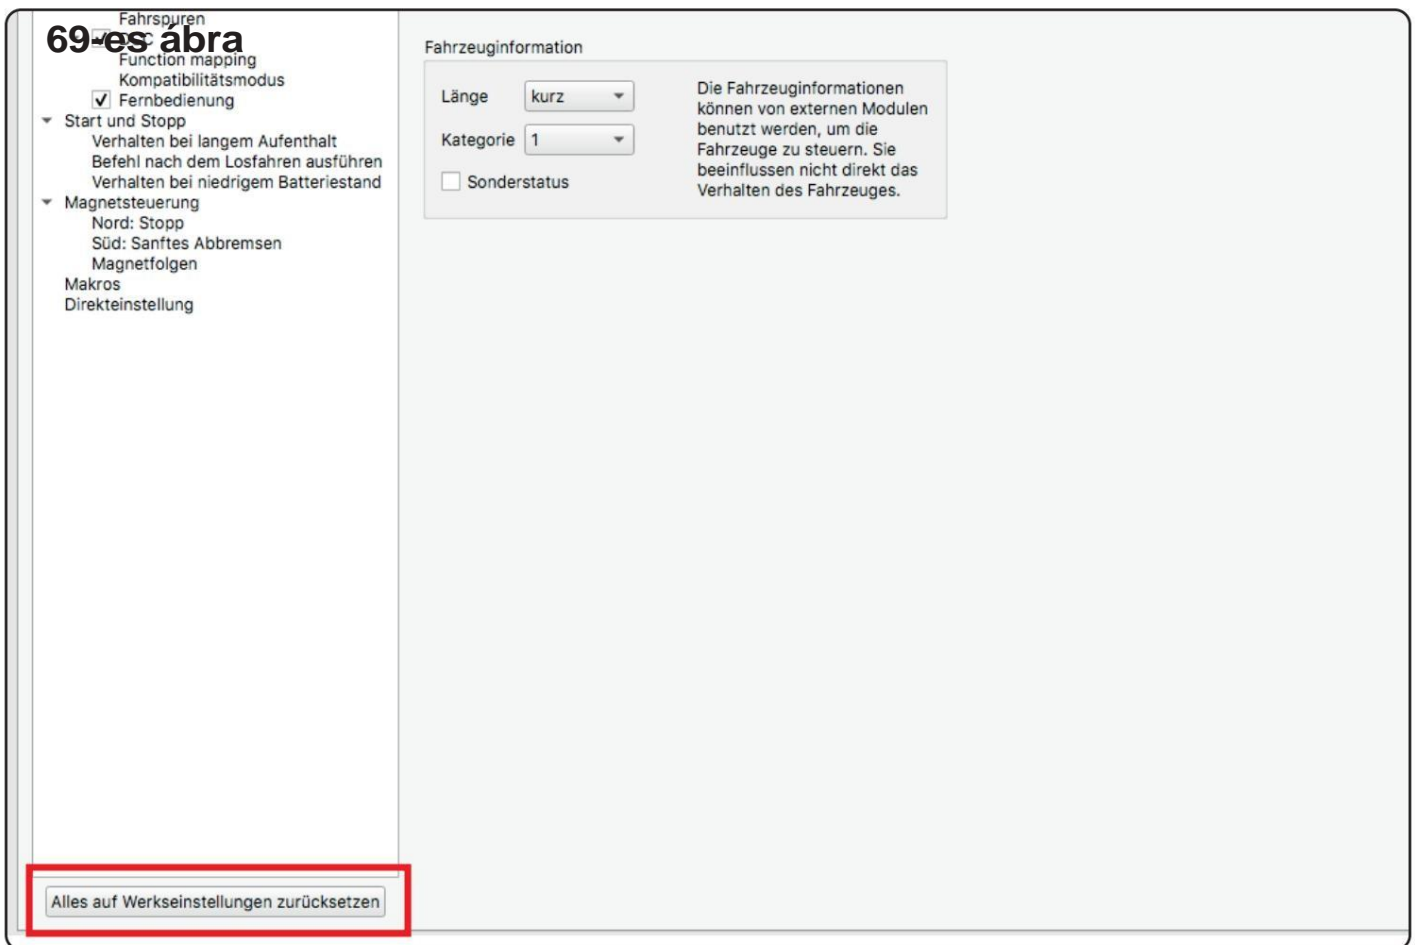 Fahrspuren
69-es ábra
Function mapping
Kompatibilitätsmodus
Fernbedienung
Start und Stopp
Verhalten bei langem Aufenthalt
Befehl nach dem Losfahren ausführen
Verhalten bei niedrigem Batteriestand
Magnetsteuerung
Nord: Stopp
Süd: Sanftes Abbremsen
Magnetfolgen
Makros
Direkteinstellung
Alles auf Werkseinstellungen zurücksetzen
Fahrzeuginformation
Länge kurz
Kategorie 1
Sonderstatus
Die Fahrzeuginformationen
können von externen Modulen
benutzt werden, um die
Fahrzeuge zu steuern. Sie
beeinflussen nicht direkt das
Verhalten des Fahrzeuges.